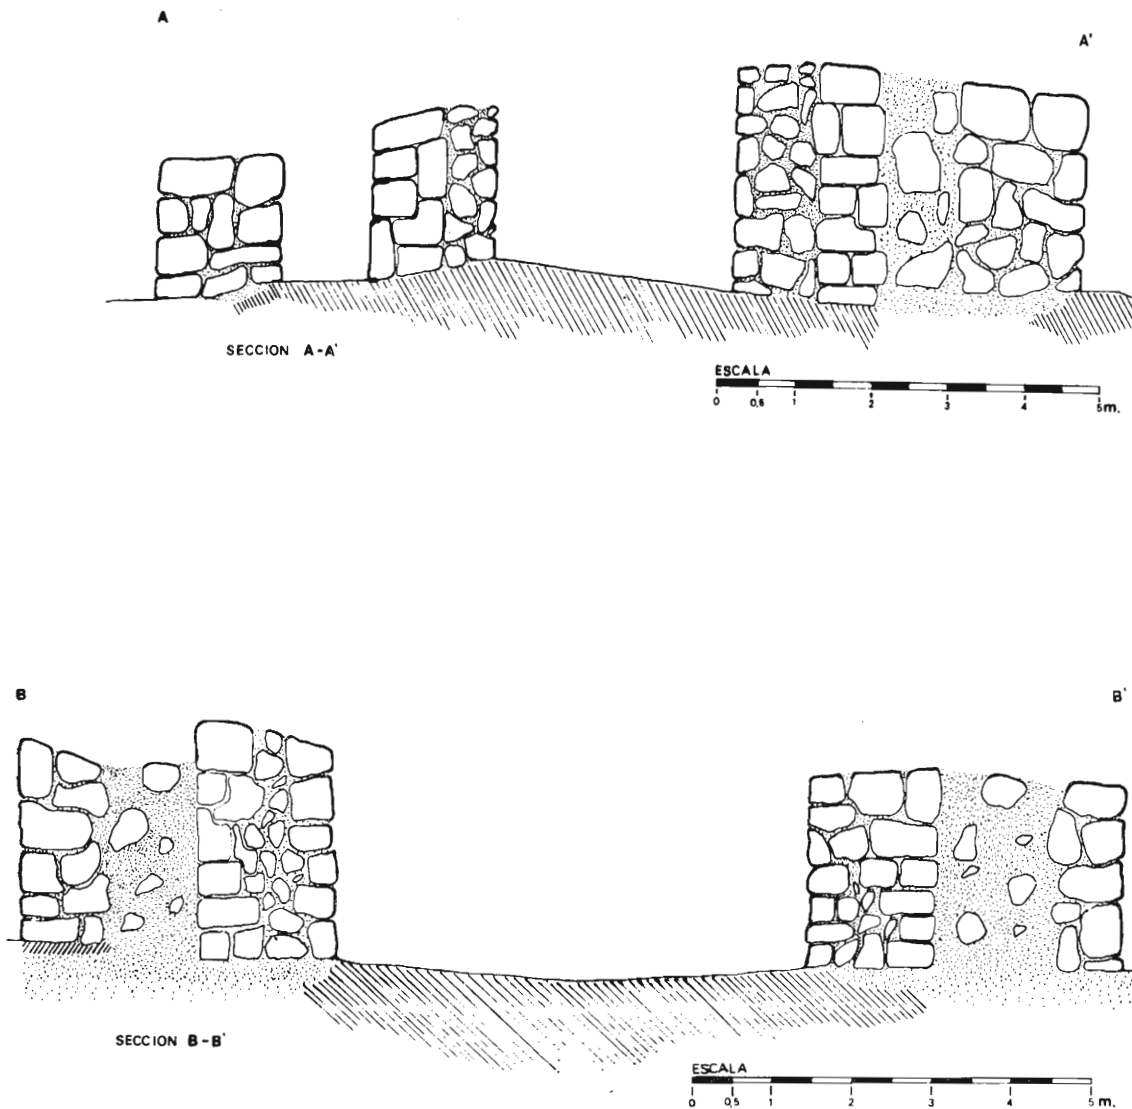 A
A'
SECCION A-A'
ESCALA
0 0,5 1 2 3 4 5m.
B
B'
SECCION B-B'
ESCALA
0 0,5 1 2 3 4 5 m.